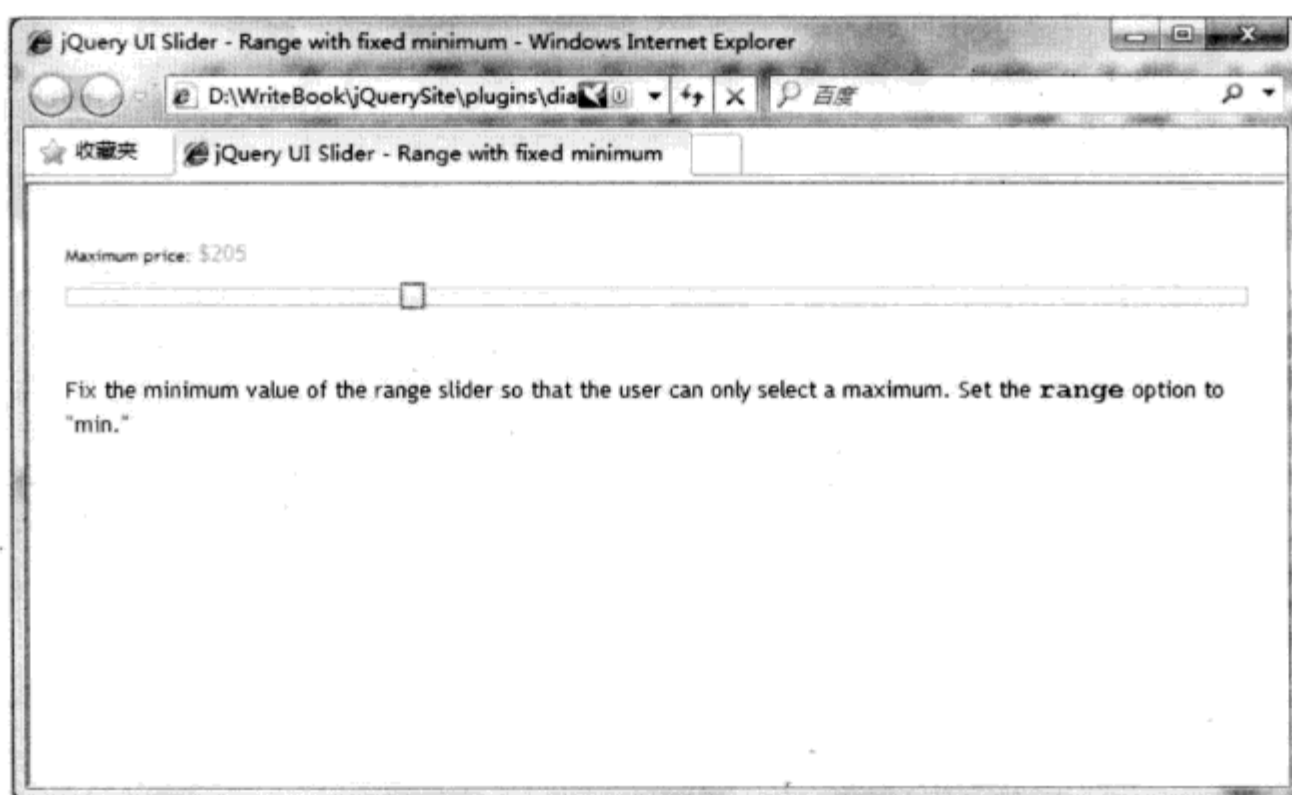 jQuery UI Slider - Range with fixed minimum - Windows Internet Explorer
D:\WriteBook\jQuerySite\plugins\dia
百度
收藏夹
jQuery UI Slider - Range with fixed minimum
Maximum price: $205
Fix the minimum value of the range slider so that the user can only select a maximum. Set the range option to
"min."